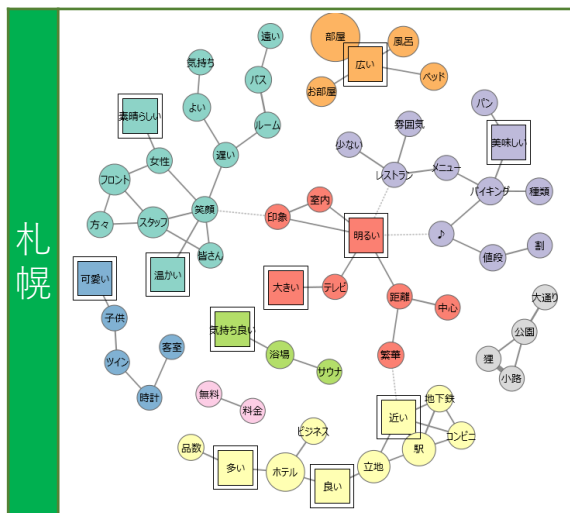 札幌
遠い
気持ち
バス
素晴らしい
よい
ルーム
女性
遅い
フロント
笑顔
方々
スタッフ
皆さん
温かい
部屋
風呂
広い
お部屋
ベッド
パン
雰囲気
少ない
美味しい
メニュー
レストラン
バイキング
種類
室内
印象
明るい
♪
値段
割
可愛い
大きい
テレビ
距離
中心
大通り
子供
気持ち良い
公園
客室
浴場
繁華
狸
ツイン
サウナ
小路
時計
無料
料金
近い
地下鉄
ビジネス
コンビニ
品数
駅
多い
ホテル
立地
良い